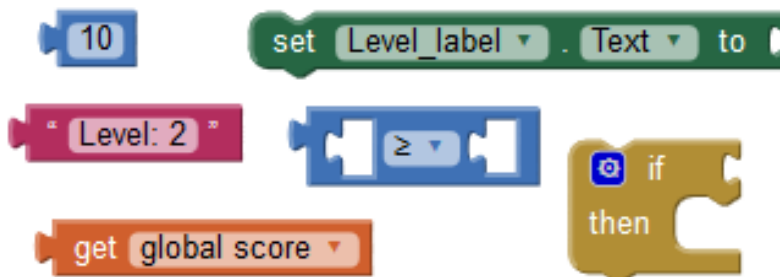 10
set Level_label . Text to
" Level: 2 "
≥
if
then
get global score